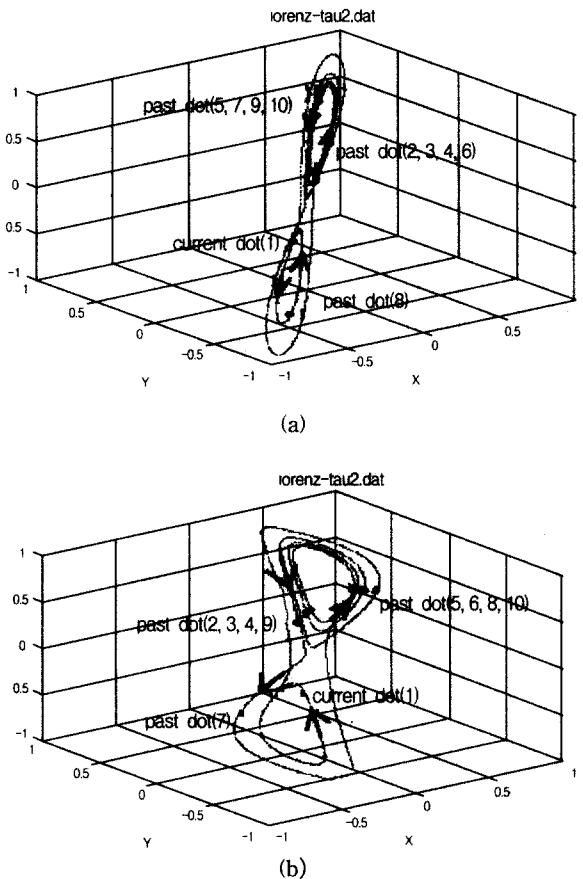 lorenz-tau2.dat
past dot(5, 7, 9, 10)
past dot(2, 3, 4, 6)
current dot(1)
past dot(8)
1
0.5
0
0.5
-1
1
0.5
0
-0.5
-1
-1
-0.5
0
0.5
Y
X
(a)
lorenz-tau2.dat
past dot(5, 6, 8, 10)
past dot(2, 3, 4, 9)
current dot(1)
past dot(7)
1
0.5
0
0.5
-1
1
0.5
0
-0.5
-1
-1
-0.5
0
0.5
1
Y
X
(b)